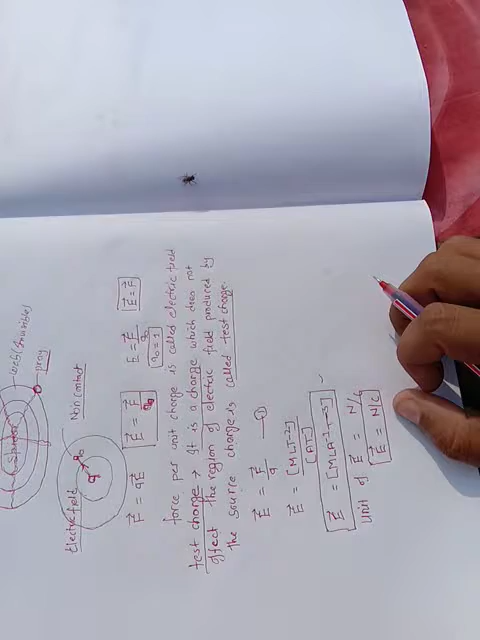 Web (Invisible)
Spider
prey
Electric field
Non contact
q
q₀
F⃗ = qE⃗
E⃗ = F⃗/q₀
E = F/q₀
q₀ = 1
E⃗ = F
force per unit charge is called electric field
test charge → It is a charge which does not
effect the region of electric field produced by
the source charge is called test charge.
E⃗ = F/q —①
E⃗ = [MLT⁻²]/[AT]
E⃗ = [MLA⁻¹T⁻³]
Unit of E⃗ = N/C
E⃗ = N/C